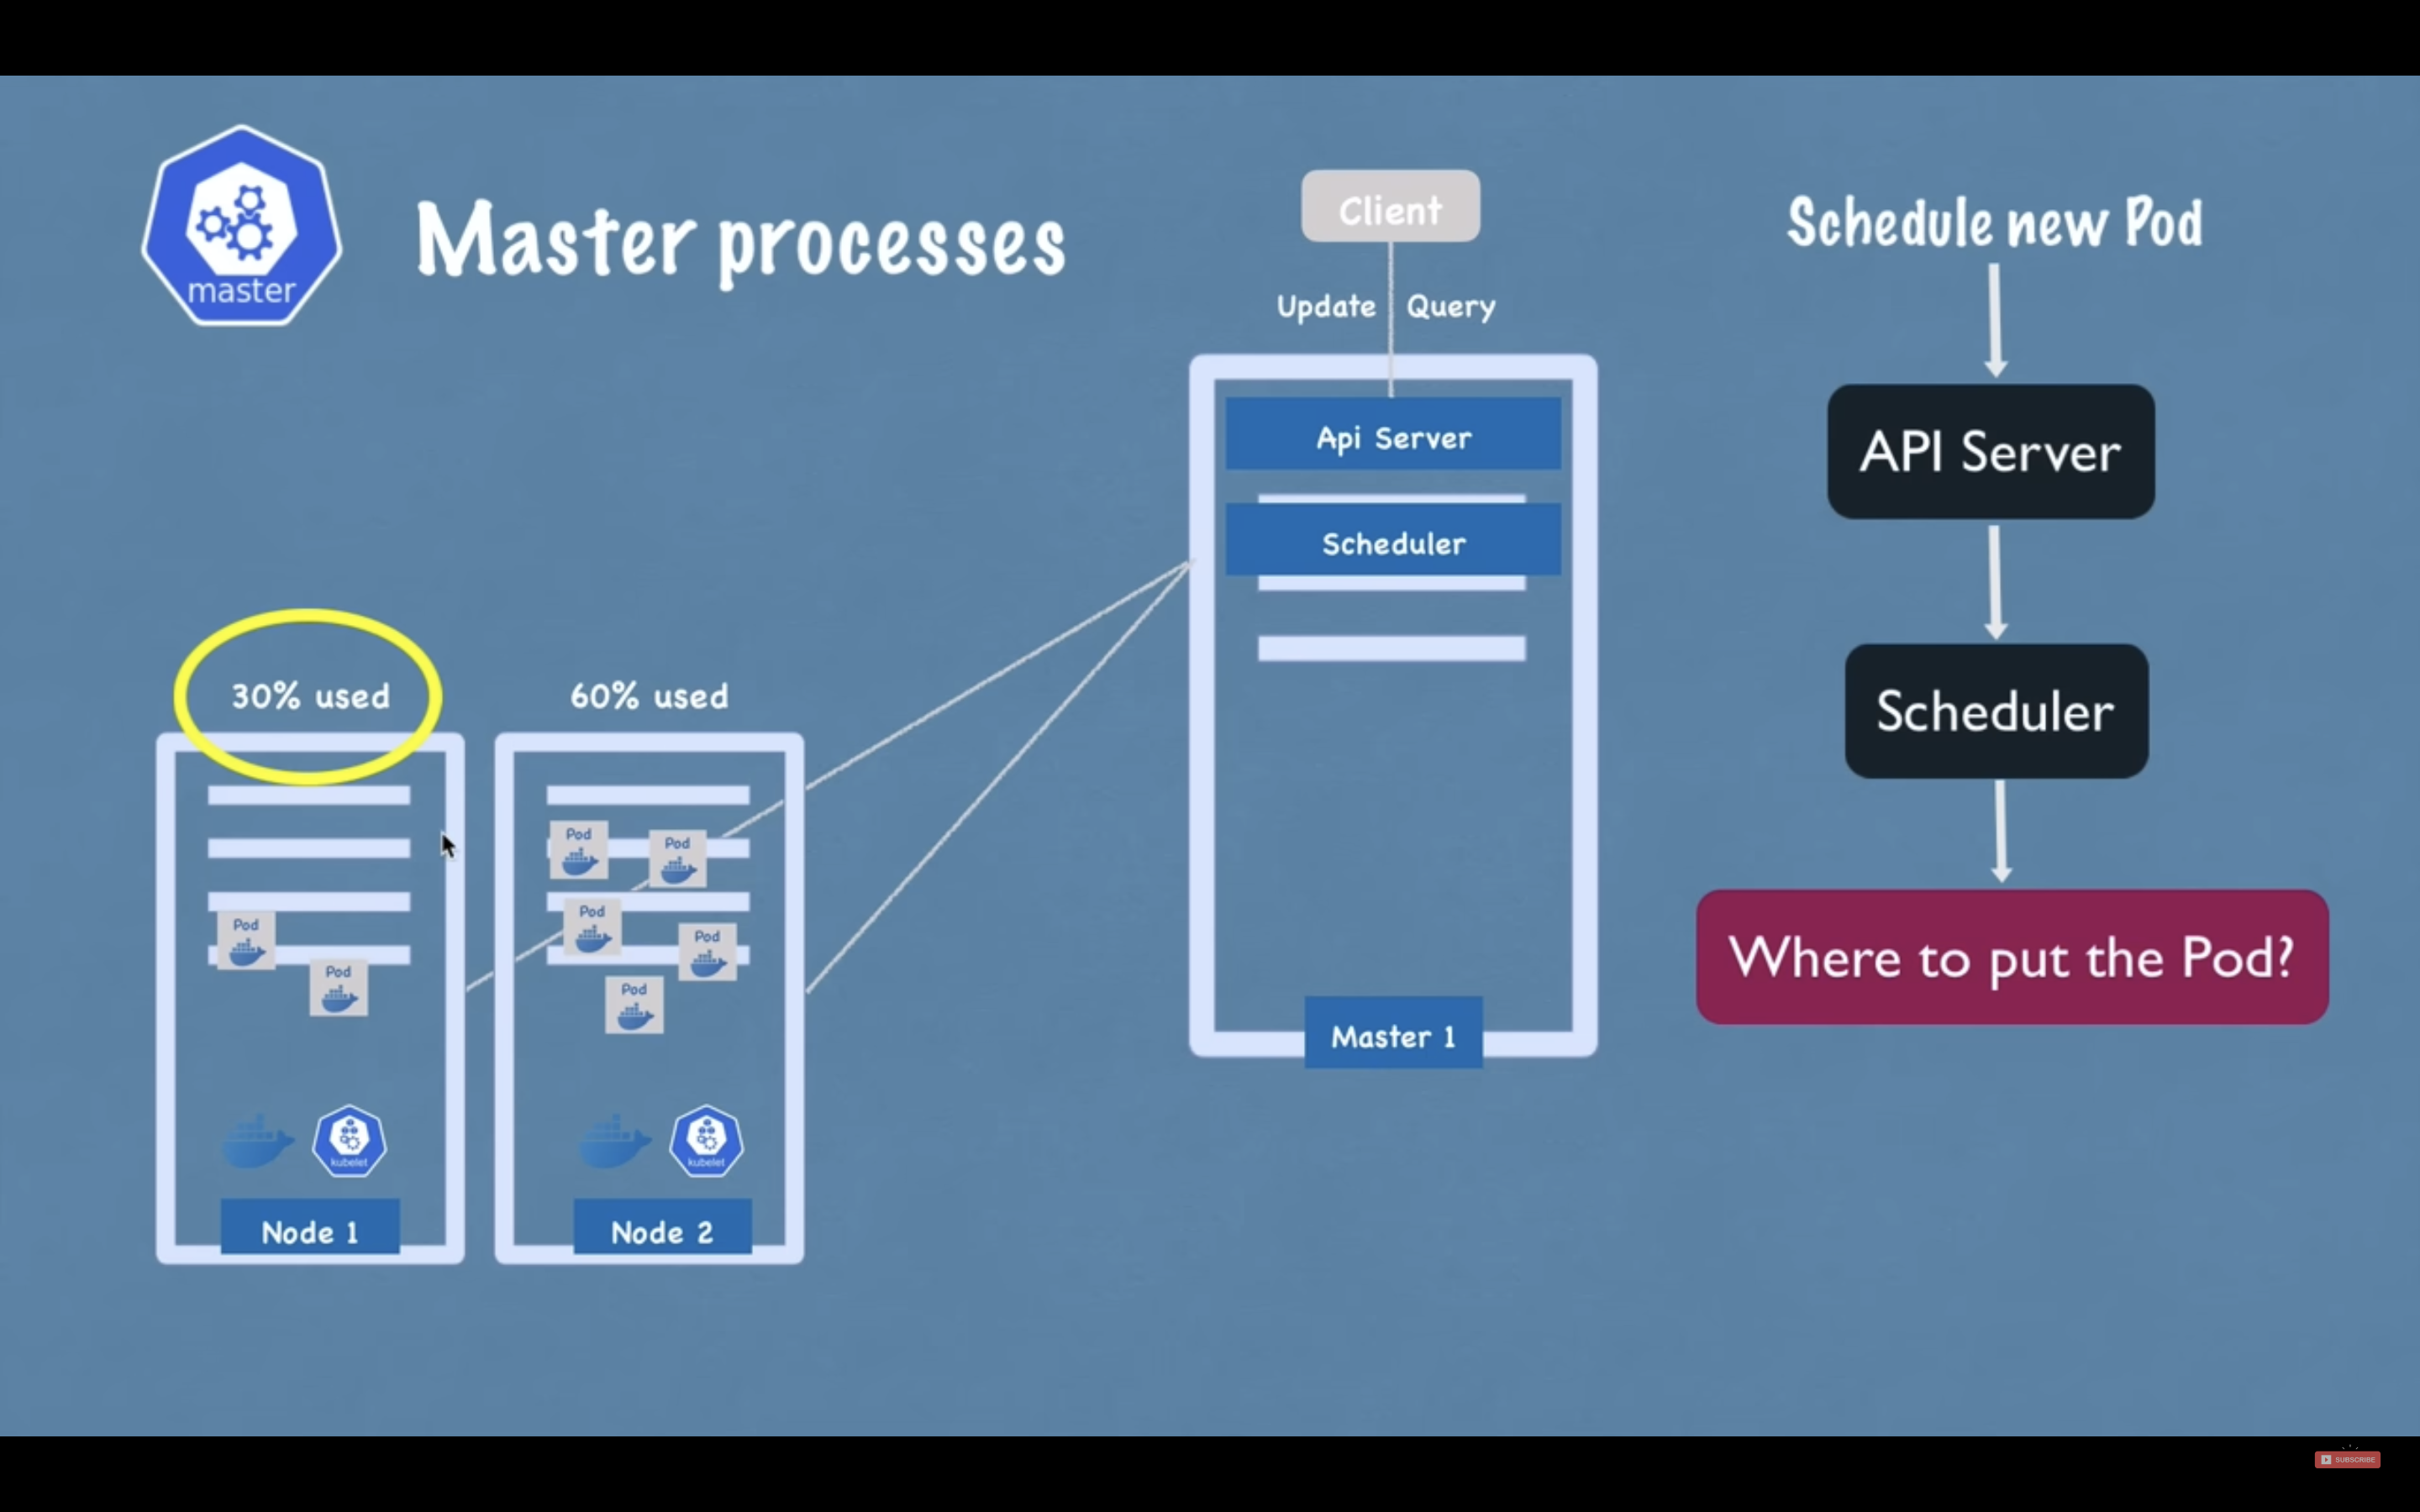 master
Master processes
Client
Update
Query
Api Server
Scheduler
Master 1
Schedule new Pod
API Server
Scheduler
Where to put the Pod?
30% used
60% used
Pod
Pod
Pod
Pod
Pod
Pod
Pod
kubelet
kubelet
Node 1
Node 2
SUBSCRIBE